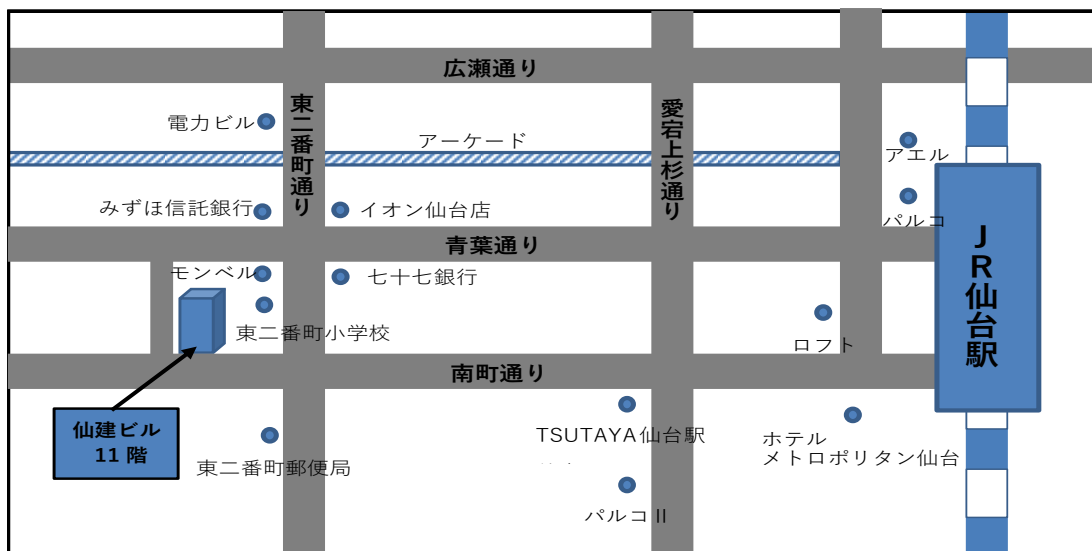 広瀬通り
東二番町通り
愛宕上杉通り
電力ビル
アーケード
アエル
みずほ信託銀行
イオン仙台店
パルコ
青葉通り
JR仙台駅
モンベル
七十七銀行
東二番町小学校
ロフト
南町通り
仙建ビル
11 階
TSUTAYA仙台駅
ホテル
メトロポリタン仙台
東二番町郵便局
パルコⅡ